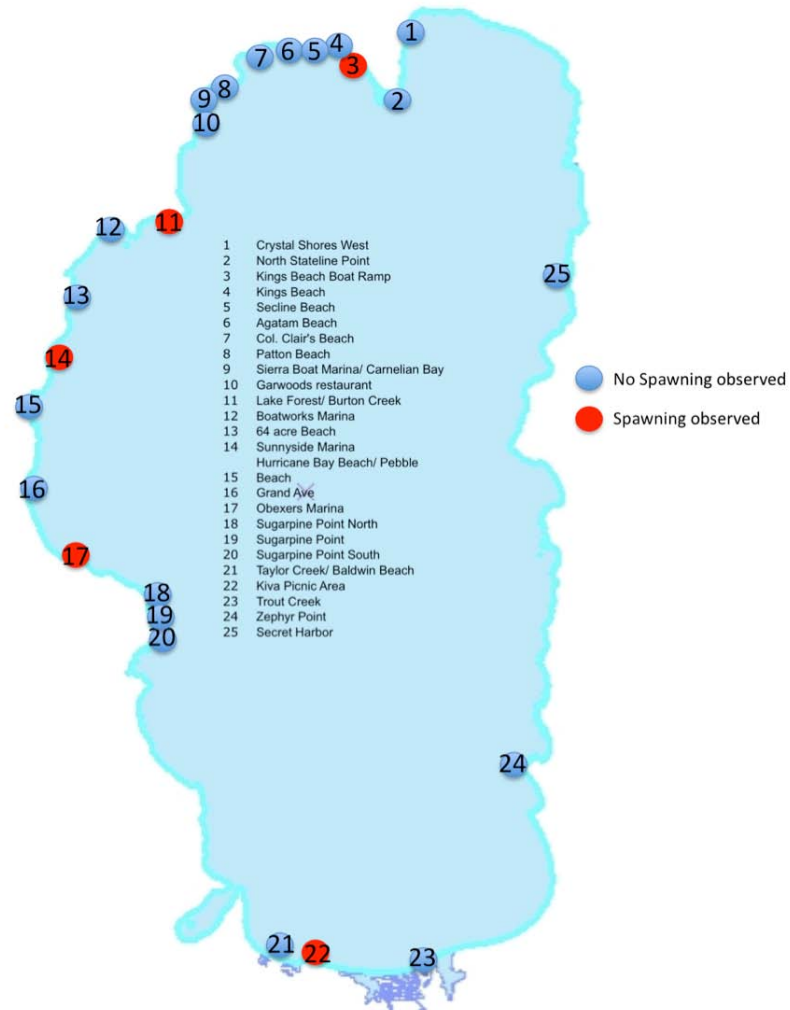 1
4
3
5
6
7
2
8
9
10
11
12
1 Crystal Shores West
2 North Stateline Point
3 Kings Beach Boat Ramp
4 Kings Beach
5 Secline Beach
6 Agatam Beach
7 Col. Clair's Beach
8 Patton Beach
9 Sierra Boat Marina/ Carnelian Bay
10 Garwoods restaurant
11 Lake Forest/ Burton Creek
12 Boatworks Marina
13 64 acre Beach
14 Sunnyside Marina
Hurricane Bay Beach/ Pebble
15 Beach
16 Grand Ave
17 Obexers Marina
18 Sugarpine Point North
19 Sugarpine Point
20 Sugarpine Point South
21 Taylor Creek/ Baldwin Beach
22 Kiva Picnic Area
23 Trout Creek
24 Zephyr Point
25 Secret Harbor
25
13
14
15
16
17
18
19
20
No Spawning observed
Spawning observed
24
21
22
23